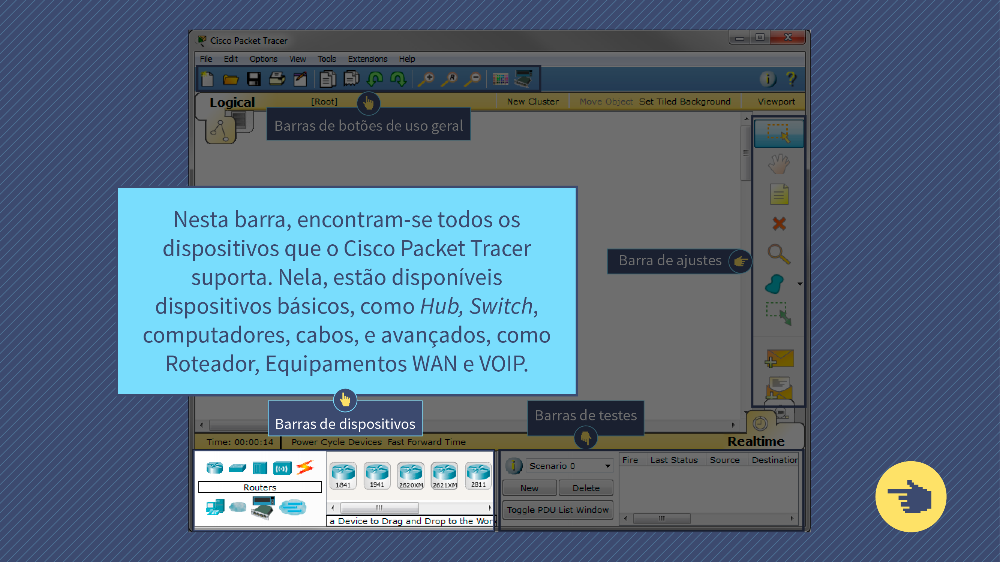 Cisco Packet Tracer
File Edit Options View Tools Extensions Help
R
i ?
Logical [Root] New Cluster Move Object Set Tiled Background Viewport
Barras de botões de uso geral
Nesta barra, encontram-se todos os
dispositivos que o Cisco Packet Tracer
suporta. Nela, estão disponíveis
dispositivos básicos, como Hub, Switch,
computadores, cabos, e avançados, como
Roteador, Equipamentos WAN e VOIP.
Barra de ajustes
Barras de dispositivos
Barras de testes
Time: 00:00:14 Power Cycle Devices Fast Forward Time
Realtime
Routers
1841 1941 2620XM 2621XM 2811
a Device to Drag and Drop to the Wor
i Scenario 0
New Delete
Toggle PDU List Window
Fire Last Status Source Destination